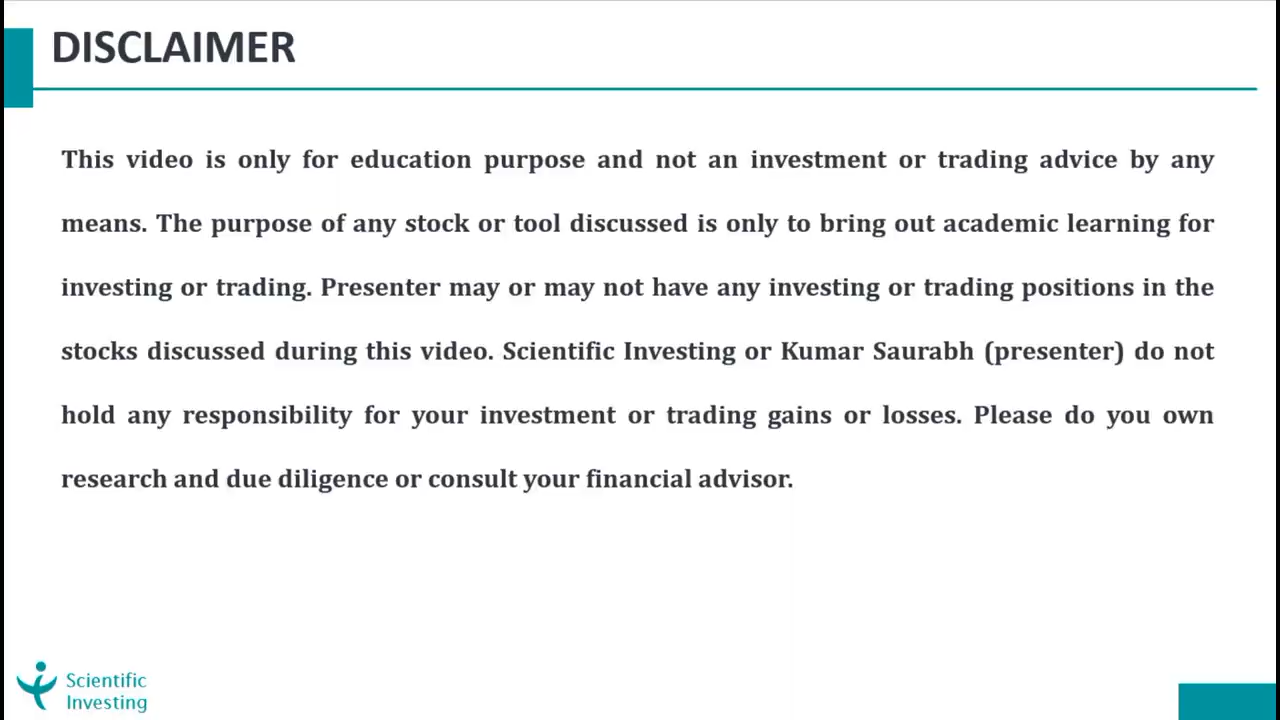 DISCLAIMER
This video is only for education purpose and not an investment or trading advice by any
means. The purpose of any stock or tool discussed is only to bring out academic learning for
investing or trading. Presenter may or may not have any investing or trading positions in the
stocks discussed during this video. Scientific Investing or Kumar Saurabh (presenter) do not
hold any responsibility for your investment or trading gains or losses. Please do you own
research and due diligence or consult your financial advisor.
Scientific
Investing